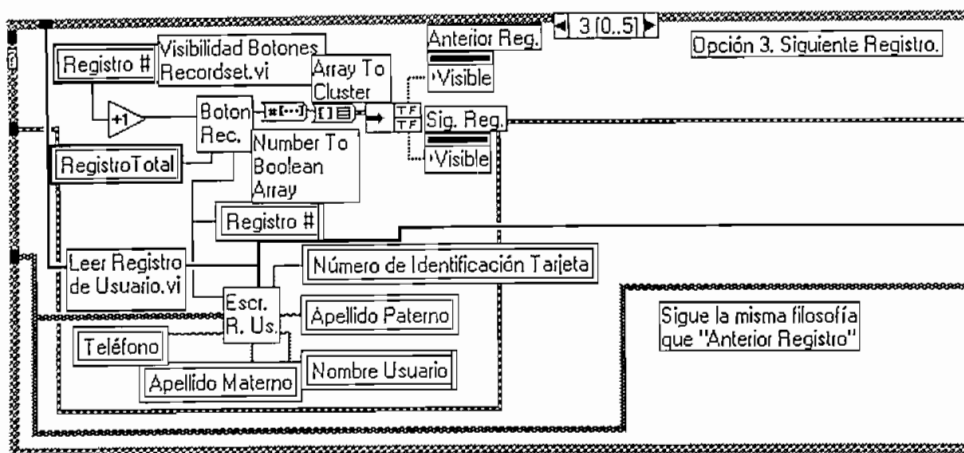 Anterior Reg.
3 [0..5]
Opción 3. Siguiente Registro.
Visibilidad Botones
Recordset.vi
Registro #
Array To
Cluster
Visible
+1
Boton
Rec.
#[...]
[ ]
T F
T F
Sig. Reg.
Visible
Number To
Boolean
Array
RegistroTotal
Registro #
Leer Registro
de Usuario.vi
Número de Identificación Tarjeta
Escr.
R. Us.
Apellido Paterno
Sigue la misma filosofía
que "Anterior Registro"
Teléfono
Apellido Materno
Nombre Usuario